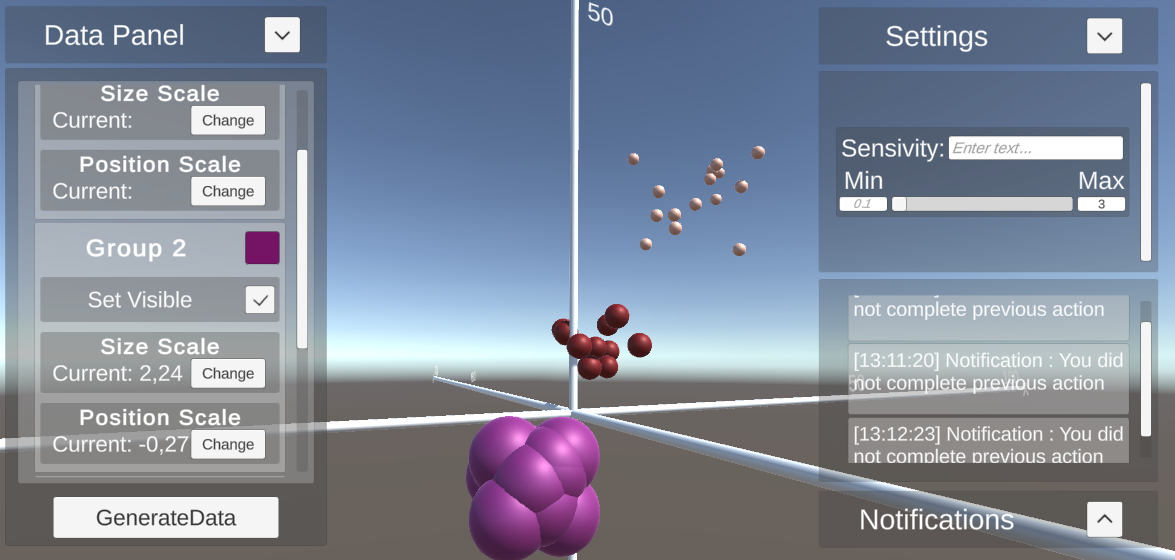 Data Panel
Size Scale
Current:
Change
Position Scale
Current:
Change
Group 2
Set Visible
Size Scale
Current: 2,24
Change
Position Scale
Current: -0,27
Change
GenerateData
50
Settings
Sensivity:
Enter text...
Min
Max
0.1
3
not complete previous action
[13:11:20] Notification : You did
not complete previous action
[13:12:23] Notification : You did
not complete previous action
Notifications